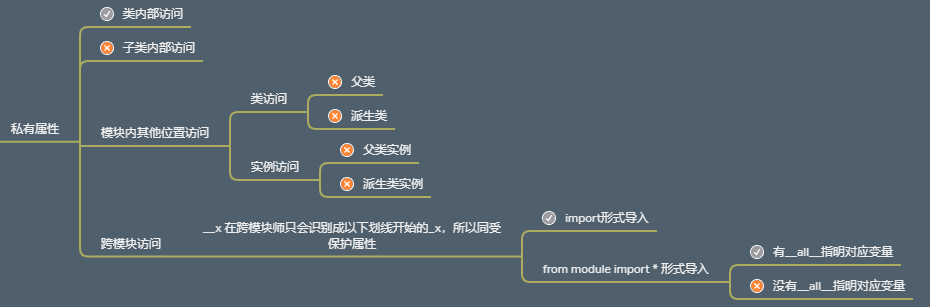 类内部访问
子类内部访问
父类
类访问
派生类
私有属性
模块内其他位置访问
父类实例
实例访问
派生类实例
__x 在跨模块师只会识别成以下划线开始的_x，所以同受
保护属性
跨模块访问
import形式导入
有__all__指明对应变量
from module import * 形式导入
没有__all__指明对应变量